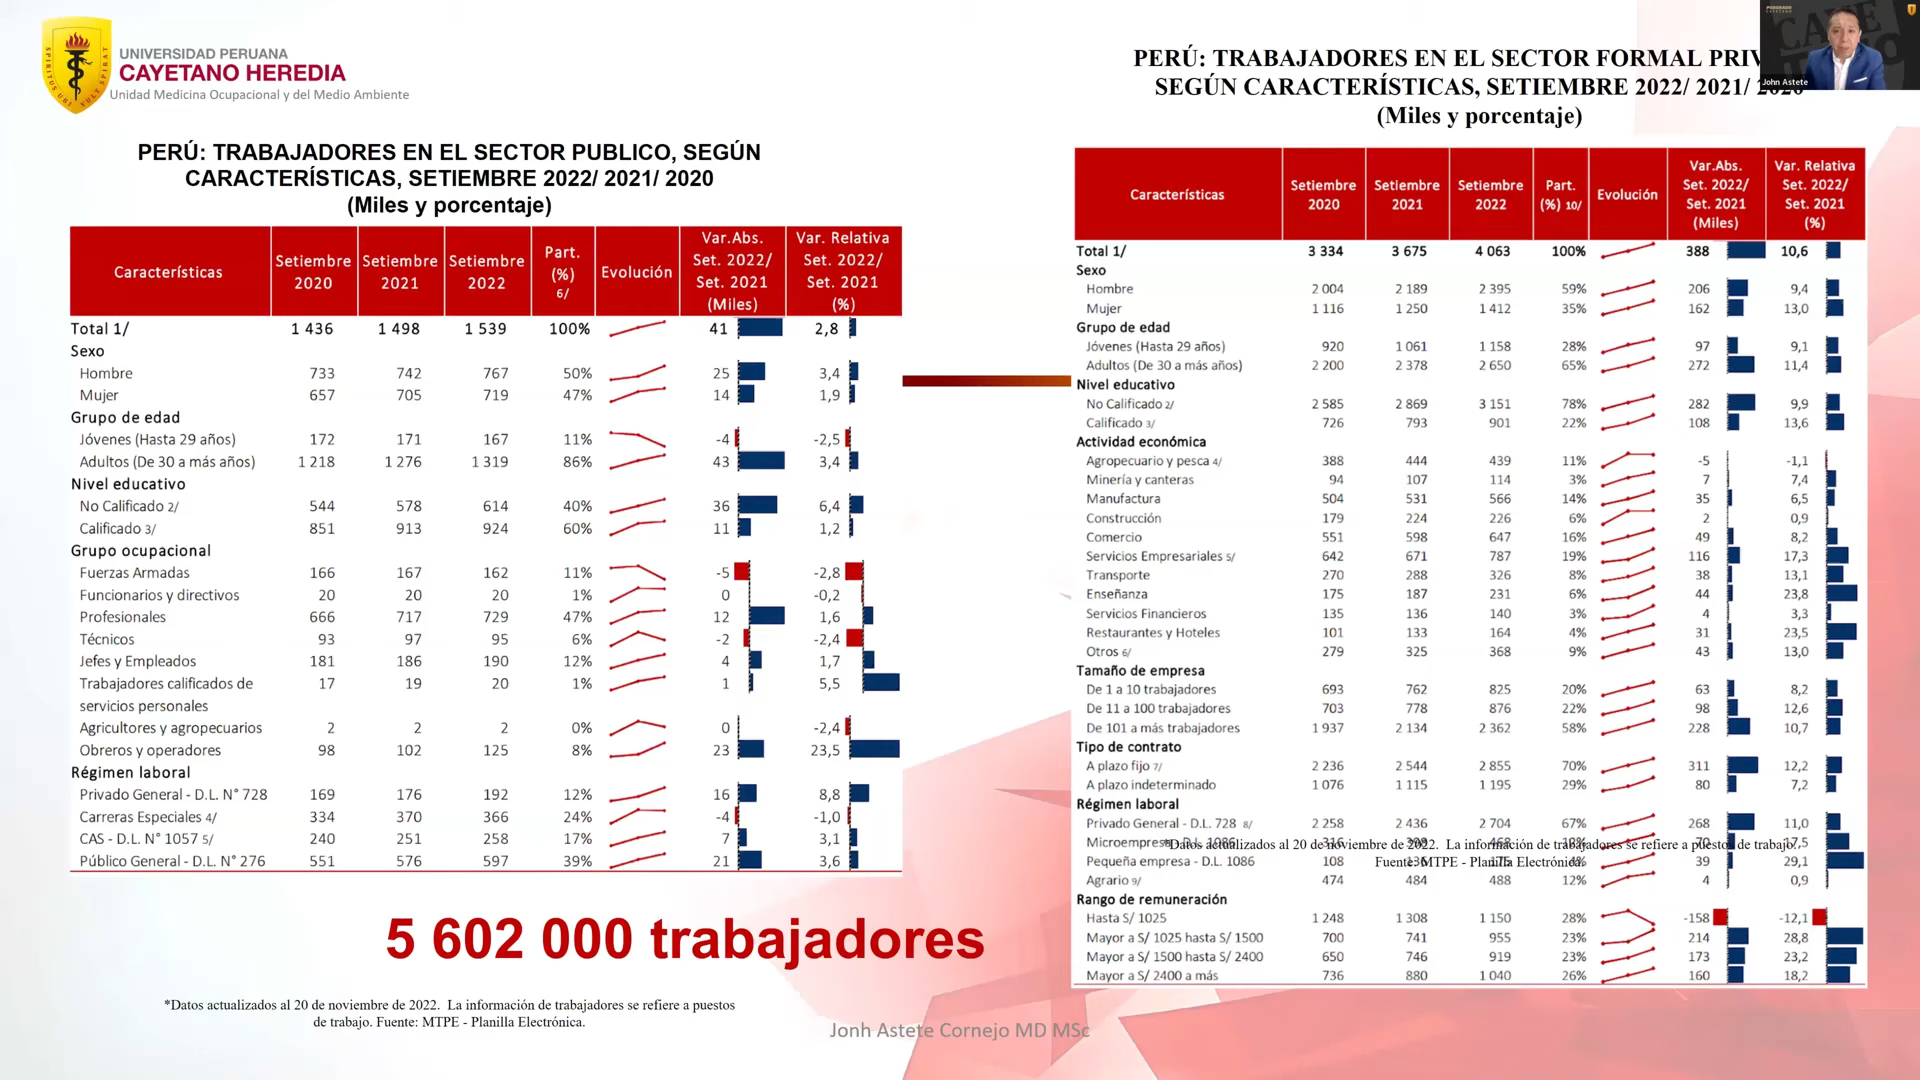 UNIVERSIDAD PERUANA
CAYETANO HEREDIA
Unidad Medicina Ocupacional y del Medio Ambiente
PERÚ: TRABAJADORES EN EL SECTOR PUBLICO, SEGÚN
CARACTERÍSTICAS, SETIEMBRE 2022/ 2021/ 2020
(Miles y porcentaje)
Características Setiembre 2020 Setiembre 2021 Setiembre 2022 Part. (%) 6/ Evolución Var.Abs. Set. 2022/ Set. 2021 (Miles) Var. Relativa Set. 2022/ Set. 2021 (%)
Total 1/ 1 436 1 498 1 539 100% 41 2,8
Sexo
Hombre 733 742 767 50% 25 3,4
Mujer 657 705 719 47% 14 1,9
Grupo de edad
Jóvenes (Hasta 29 años) 172 171 167 11% -4 -2,5
Adultos (De 30 a más años) 1 218 1 276 1 319 86% 43 3,4
Nivel educativo
No Calificado 2/ 544 578 614 40% 36 6,4
Calificado 3/ 851 913 924 60% 11 1,2
Grupo ocupacional
Fuerzas Armadas 166 167 162 11% -5 -2,8
Funcionarios y directivos 20 20 20 1% 0 -0,2
Profesionales 666 717 729 47% 12 1,6
Técnicos 93 97 95 6% -2 -2,4
Jefes y Empleados 181 186 190 12% 4 1,7
Trabajadores calificados de 17 19 20 1% 1 5,5
servicios personales
Agricultores y agropecuarios 2 2 2 0% 0 -2,4
Obreros y operadores 98 102 125 8% 23 23,5
Régimen laboral
Privado General - D.L. N° 728 169 176 192 12% 16 8,8
Carreras Especiales 4/ 334 370 366 24% -4 -1,0
CAS - D.L. N° 1057 5/ 240 251 258 17% 7 3,1
Público General - D.L. N° 276 551 576 597 39% 21 3,6
5 602 000 trabajadores
*Datos actualizados al 20 de noviembre de 2022. La información de trabajadores se refiere a puestos
de trabajo. Fuente: MTPE - Planilla Electrónica.
Jonh Astete Cornejo MD MSc
PERÚ: TRABAJADORES EN EL SECTOR FORMAL PRIV
SEGÚN CARACTERÍSTICAS, SETIEMBRE 2022/ 2021/ 2020
(Miles y porcentaje)
John Astete
Características Setiembre 2020 Setiembre 2021 Setiembre 2022 Part. (%) 10/ Evolución Var.Abs. Set. 2022/ Set. 2021 (Miles) Var. Relativa Set. 2022/ Set. 2021 (%)
Total 1/ 3 334 3 675 4 063 100% 388 10,6
Sexo
Hombre 2 004 2 189 2 395 59% 206 9,4
Mujer 1 116 1 250 1 412 35% 162 13,0
Grupo de edad
Jóvenes (Hasta 29 años) 920 1 061 1 158 28% 97 9,1
Adultos (De 30 a más años) 2 200 2 378 2 650 65% 272 11,4
Nivel educativo
No Calificado 2/ 2 585 2 869 3 151 78% 282 9,9
Calificado 3/ 726 793 901 22% 108 13,6
Actividad económica
Agropecuario y pesca 4/ 388 444 439 11% -5 -1,1
Minería y canteras 94 107 114 3% 7 7,4
Manufactura 504 531 566 14% 35 6,5
Construcción 179 224 226 6% 2 0,9
Comercio 551 598 647 16% 49 8,2
Servicios Empresariales 5/ 642 671 787 19% 116 17,3
Transporte 270 288 326 8% 38 13,1
Enseñanza 175 187 231 6% 44 23,8
Servicios Financieros 135 136 140 3% 4 3,3
Restaurantes y Hoteles 101 133 164 4% 31 23,5
Otros 6/ 279 325 368 9% 43 13,0
Tamaño de empresa
De 1 a 10 trabajadores 693 762 825 20% 63 8,2
De 11 a 100 trabajadores 703 778 876 22% 98 12,6
De 101 a más trabajadores 1 937 2 134 2 362 58% 228 10,7
Tipo de contrato
A plazo fijo 7/ 2 236 2 544 2 855 70% 311 12,2
A plazo indeterminado 1 076 1 115 1 195 29% 80 7,2
Régimen laboral
Privado General - D.L. 728 8/ 2 258 2 436 2 704 67% 268 11,0
*Datos actualizados al 20 de noviembre de 2022. La información de trabajadores se refiere a puestos de trabajo.
Pequeña empresa - D.L. 1086 108 39 29,1
Fuente: MTPE - Planilla Electrónica.
Agrario 9/ 474 484 488 12% 4 0,9
Rango de remuneración
Hasta S/ 1025 1 248 1 308 1 150 28% -158 -12,1
Mayor a S/ 1025 hasta S/ 1500 700 741 955 23% 214 28,8
Mayor a S/ 1500 hasta S/ 2400 650 746 919 23% 173 23,2
Mayor a S/ 2400 a más 736 880 1 040 26% 160 18,2